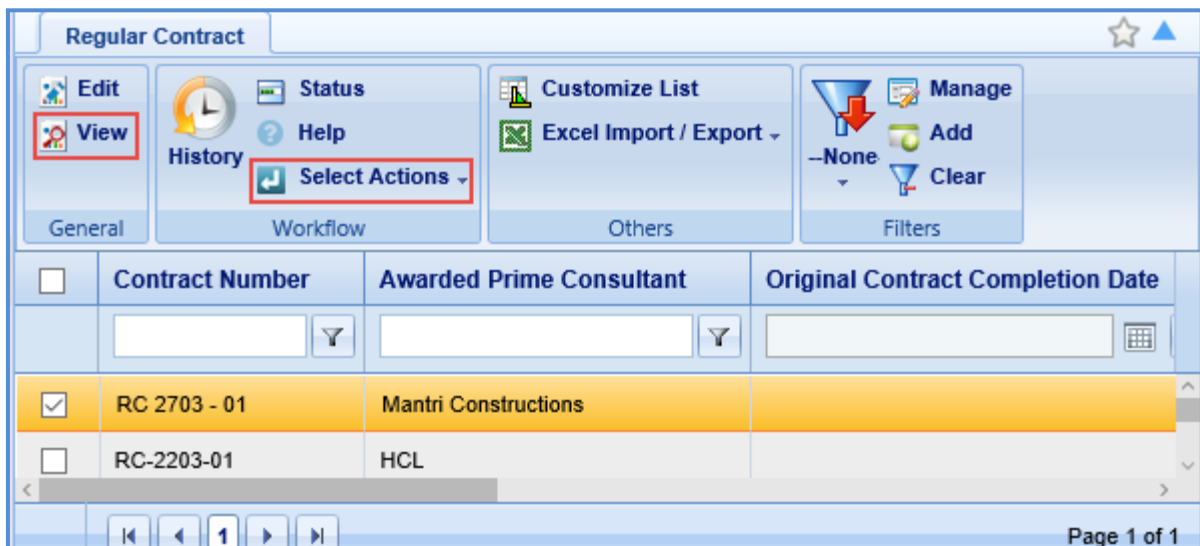 Regular Contract
Edit
View
General
History
Status
Help
Select Actions
Workflow
Customize List
Excel Import / Export
Others
--None
Manage
Add
Clear
Filters
Contract Number Awarded Prime Consultant Original Contract Completion Date
RC 2703 - 01 Mantri Constructions
RC-2203-01 HCL
1 Page 1 of 1